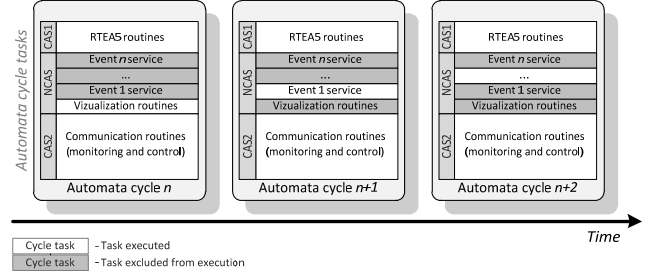 Automata cycle tasks
CAS1
RTEA5 routines
NCAS
Event n service
...
Event 1 service
Vizualization routines
CAS2
Communication routines
(monitoring and control)
Automata cycle n
CAS1
RTEA5 routines
NCAS
Event n service
...
Event 1 service
Vizualization routines
CAS2
Communication routines
(monitoring and control)
Automata cycle n+1
CAS1
RTEA5 routines
NCAS
Event n service
...
Event 1 service
Vizualization routines
CAS2
Communication routines
(monitoring and control)
Automata cycle n+2
Time
Cycle task - Task executed
Cycle task - Task excluded from execution